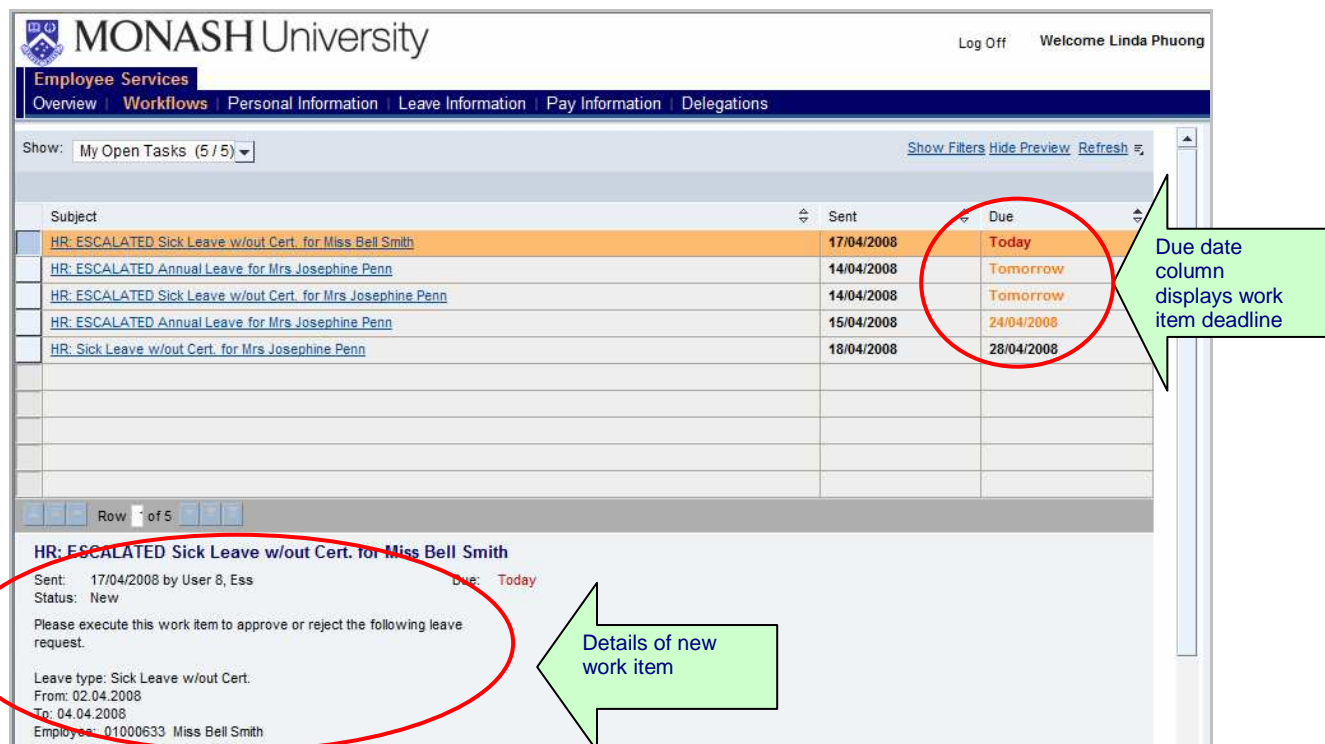 MONASH University
Log Off Welcome Linda Phuong
Employee Services
Overview | Workflows | Personal Information | Leave Information | Pay Information | Delegations
Show: My Open Tasks (5 / 5) Show Filters Hide Preview Refresh
Subject Sent Due
HR: ESCALATED Sick Leave w/out Cert. for Miss Bell Smith 17/04/2008 Today
HR: ESCALATED Annual Leave for Mrs Josephine Penn 14/04/2008 Tomorrow
HR: ESCALATED Sick Leave w/out Cert. for Mrs Josephine Penn 14/04/2008 Tomorrow
HR: ESCALATED Annual Leave for Mrs Josephine Penn 15/04/2008 24/04/2008
HR: Sick Leave w/out Cert. for Mrs Josephine Penn 18/04/2008 28/04/2008
Due date
column
displays work
item deadline
Row of 5
HR: ESCALATED Sick Leave w/out Cert. for Miss Bell Smith
Sent: 17/04/2008 by User 8, Ess Due: Today
Status: New
Please execute this work item to approve or reject the following leave
request.
Leave type: Sick Leave w/out Cert.
From: 02.04.2008
To: 04.04.2008
Employee: 01000633 Miss Bell Smith
Details of new
work item